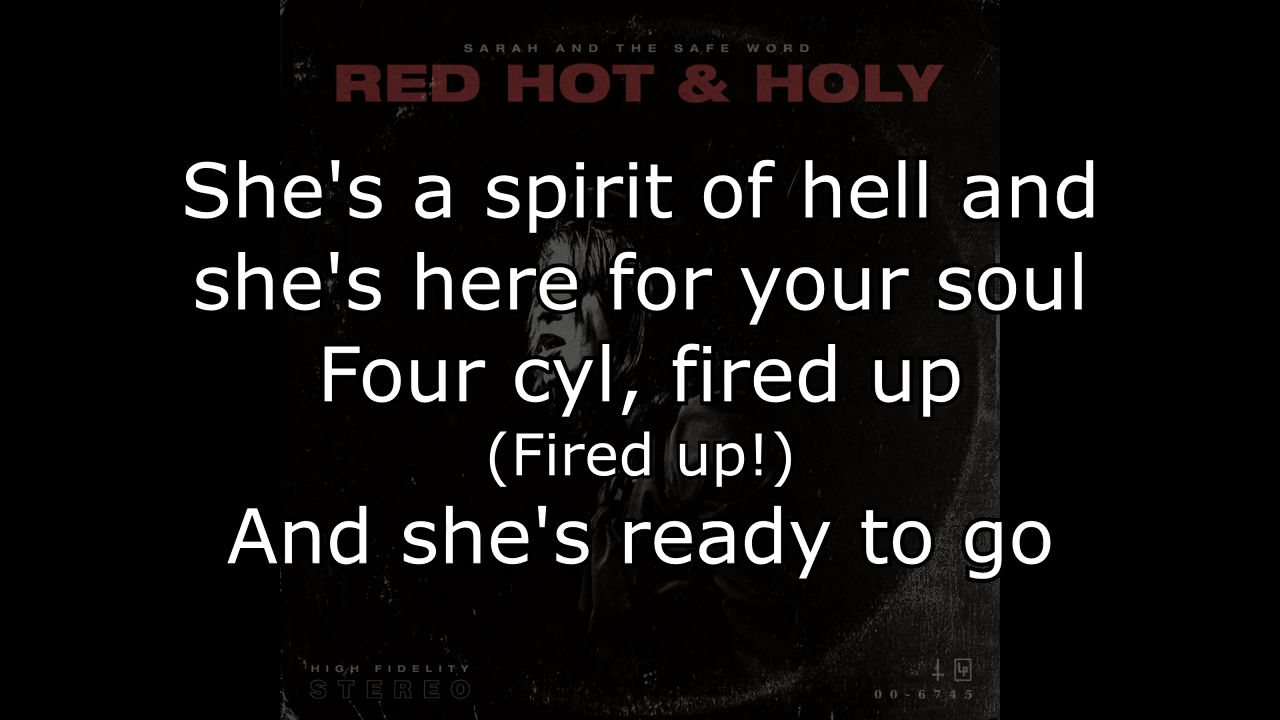 SARAH AND THE SAFE WORD
RED HOT & HOLY
She's a spirit of hell and
she's here for your soul
Four cyl, fired up
(Fired up!)
And she's ready to go
HIGH FIDELITY
STEREO
Lp
00-6745